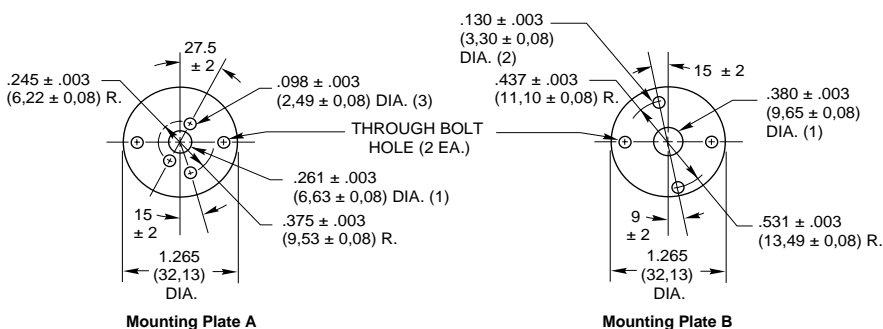 27.5
± 2
.245 ± .003
(6,22 ± 0,08) R.
.098 ± .003
(2,49 ± 0,08) DIA. (3)
THROUGH BOLT
HOLE (2 EA.)
.261 ± .003
(6,63 ± 0,08) DIA. (1)
15
± 2
.375 ± .003
(9,53 ± 0,08) R.
1.265
(32,13)
DIA.
Mounting Plate A
.130 ± .003
(3,30 ± 0,08)
DIA. (2)
15 ± 2
.437 ± .003
(11,10 ± 0,08) R.
.380 ± .003
(9,65 ± 0,08)
DIA. (1)
9
± 2
.531 ± .003
(13,49 ± 0,08) R.
1.265
(32,13)
DIA.
Mounting Plate B